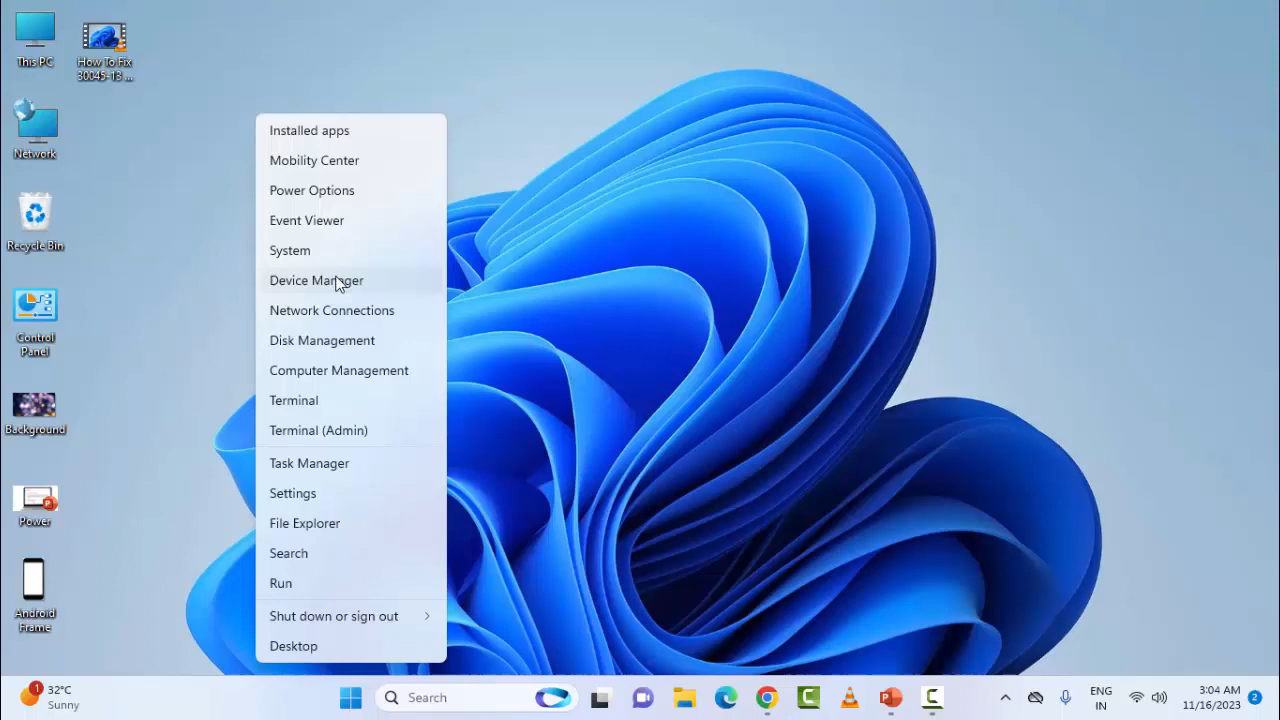 This PC
How To Fix
30045-13 ...
Network
Recycle Bin
Control
Panel
Background
Power
Android
Frame
Installed apps
Mobility Center
Power Options
Event Viewer
System
Device Manager
Network Connections
Disk Management
Computer Management
Terminal
Terminal (Admin)
Task Manager
Settings
File Explorer
Search
Run
Shut down or sign out
Desktop
1
32°C
Sunny
Search
ENG
IN
3:04 AM
11/16/2023
2